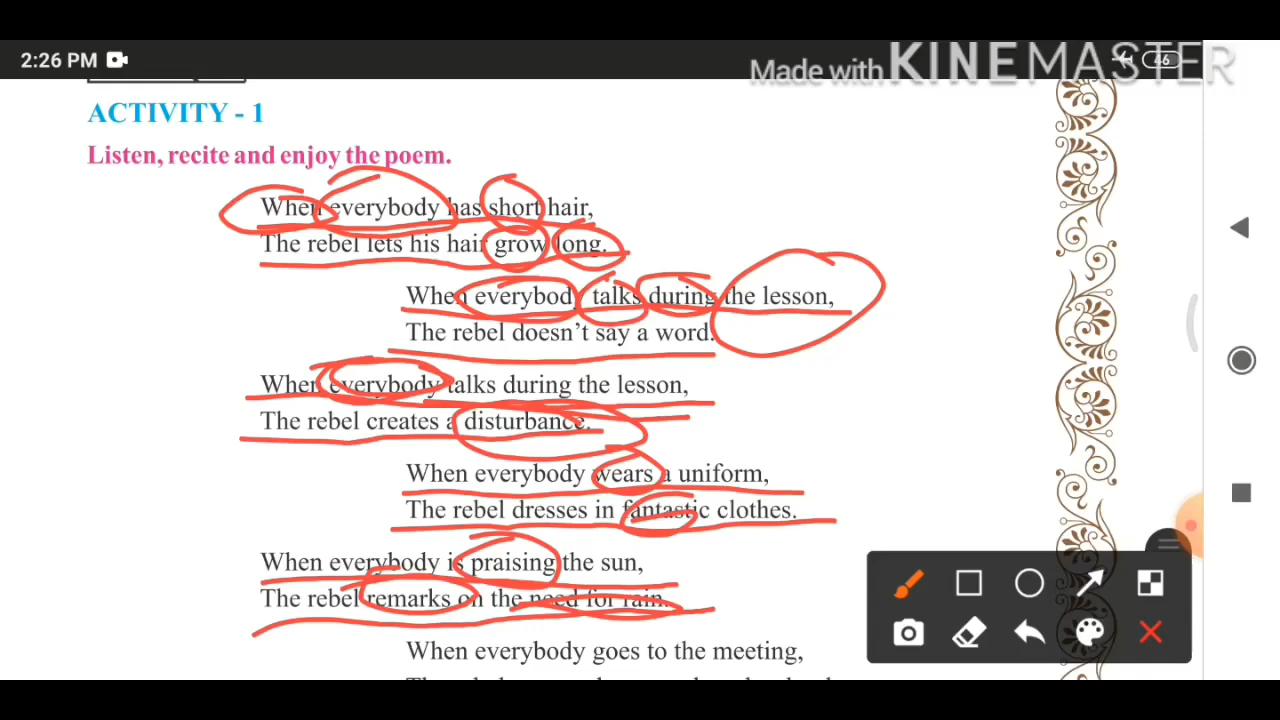 2:26 PM
Made with KINEMASTER
46
ACTIVITY - 1
Listen, recite and enjoy the poem.
When everybody has short hair,
The rebel lets his hair grow long.
When everybody talks during the lesson,
The rebel doesn't say a word.
When everybody talks during the lesson,
The rebel creates a disturbance.
When everybody wears a uniform,
The rebel dresses in fantastic clothes.
When everybody is praising the sun,
The rebel remarks on the need for rain.
When everybody goes to the meeting,